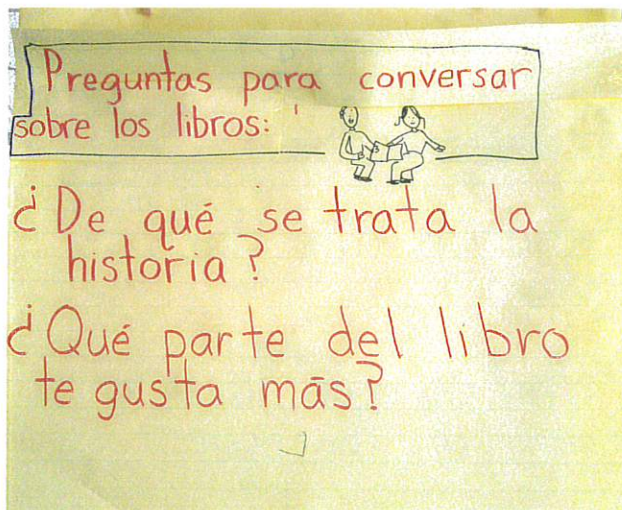 Preguntas para conversar
sobre los libros:
¿De qué se trata la
historia?
¿Qué parte del libro
te gusta más?